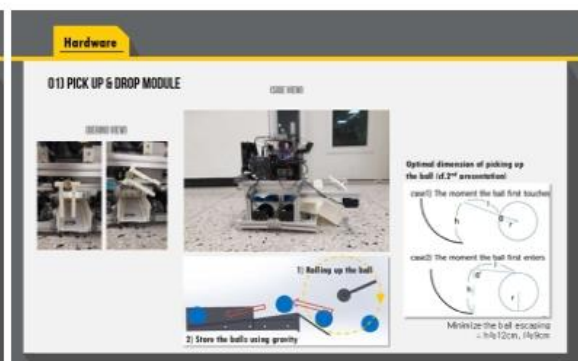 Hardware
01) PICK UP & DROP MODULE
(SIDE VIEW)
(BEHIND VIEW)
Optimal dimension of picking up
the ball (cf.2nd presentation)
case1) The moment the ball first touches
l
h
θ
r
case2) The moment the ball first enters
l
r
1) Rolling up the ball
2) Store the balls using gravity
Minimize the ball escaping